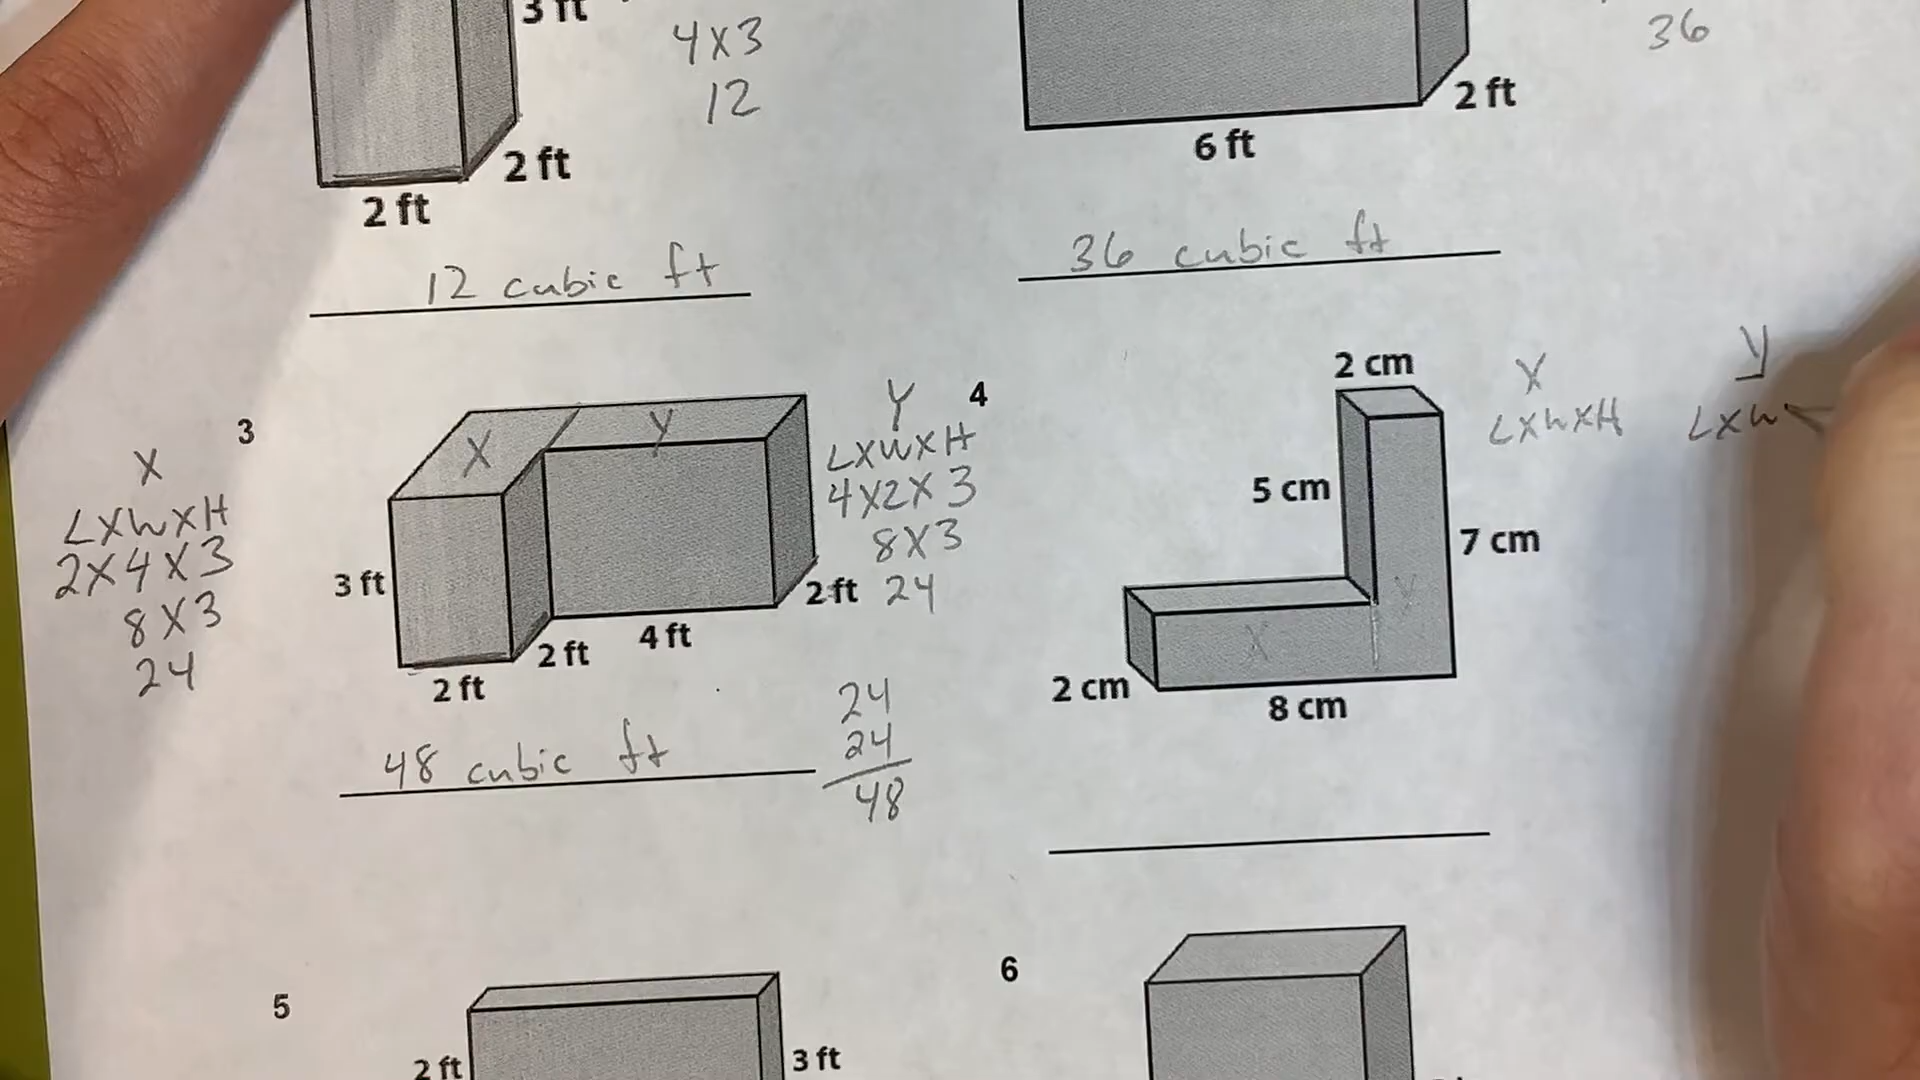 3 ft
4x3
12
2 ft
2 ft
12 cubic ft
36
2 ft
6 ft
36 cubic ft
3
X
LXWXH
2X4X3
8X3
24
X
Y
3 ft
2 ft
2 ft
4 ft
2 ft
Y
LXWXH
4X2X3
8X3
24
48 cubic ft
24
24
48
4
2 cm
5 cm
7 cm
X
Y
2 cm
8 cm
X
LXWXH
Y
LXW
5
2 ft
3 ft
6